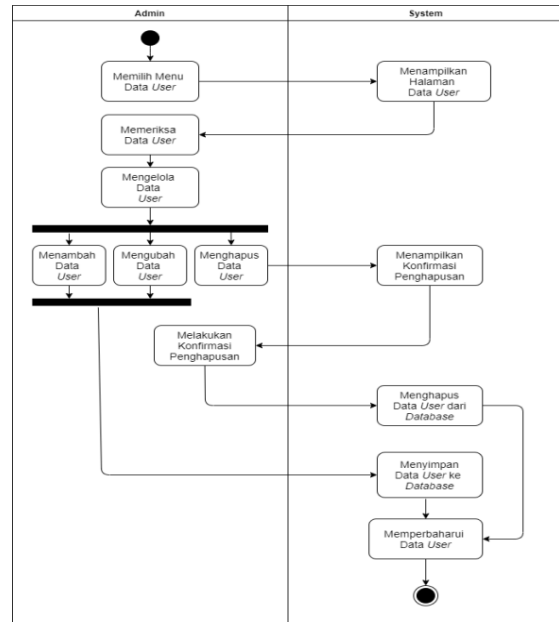 Admin
System
Memilih Menu
Data User
Menampilkan
Halaman
Data User
Memeriksa
Data User
Mengelola
Data
User
Menambah
Data
User
Mengubah
Data
User
Menghapus
Data
User
Menampilkan
Konfirmasi
Penghapusan
Melakukan
Konfirmasi
Penghapusan
Menghapus
Data User dari
Database
Menyimpan
Data User ke
Database
Memperbaharui
Data User